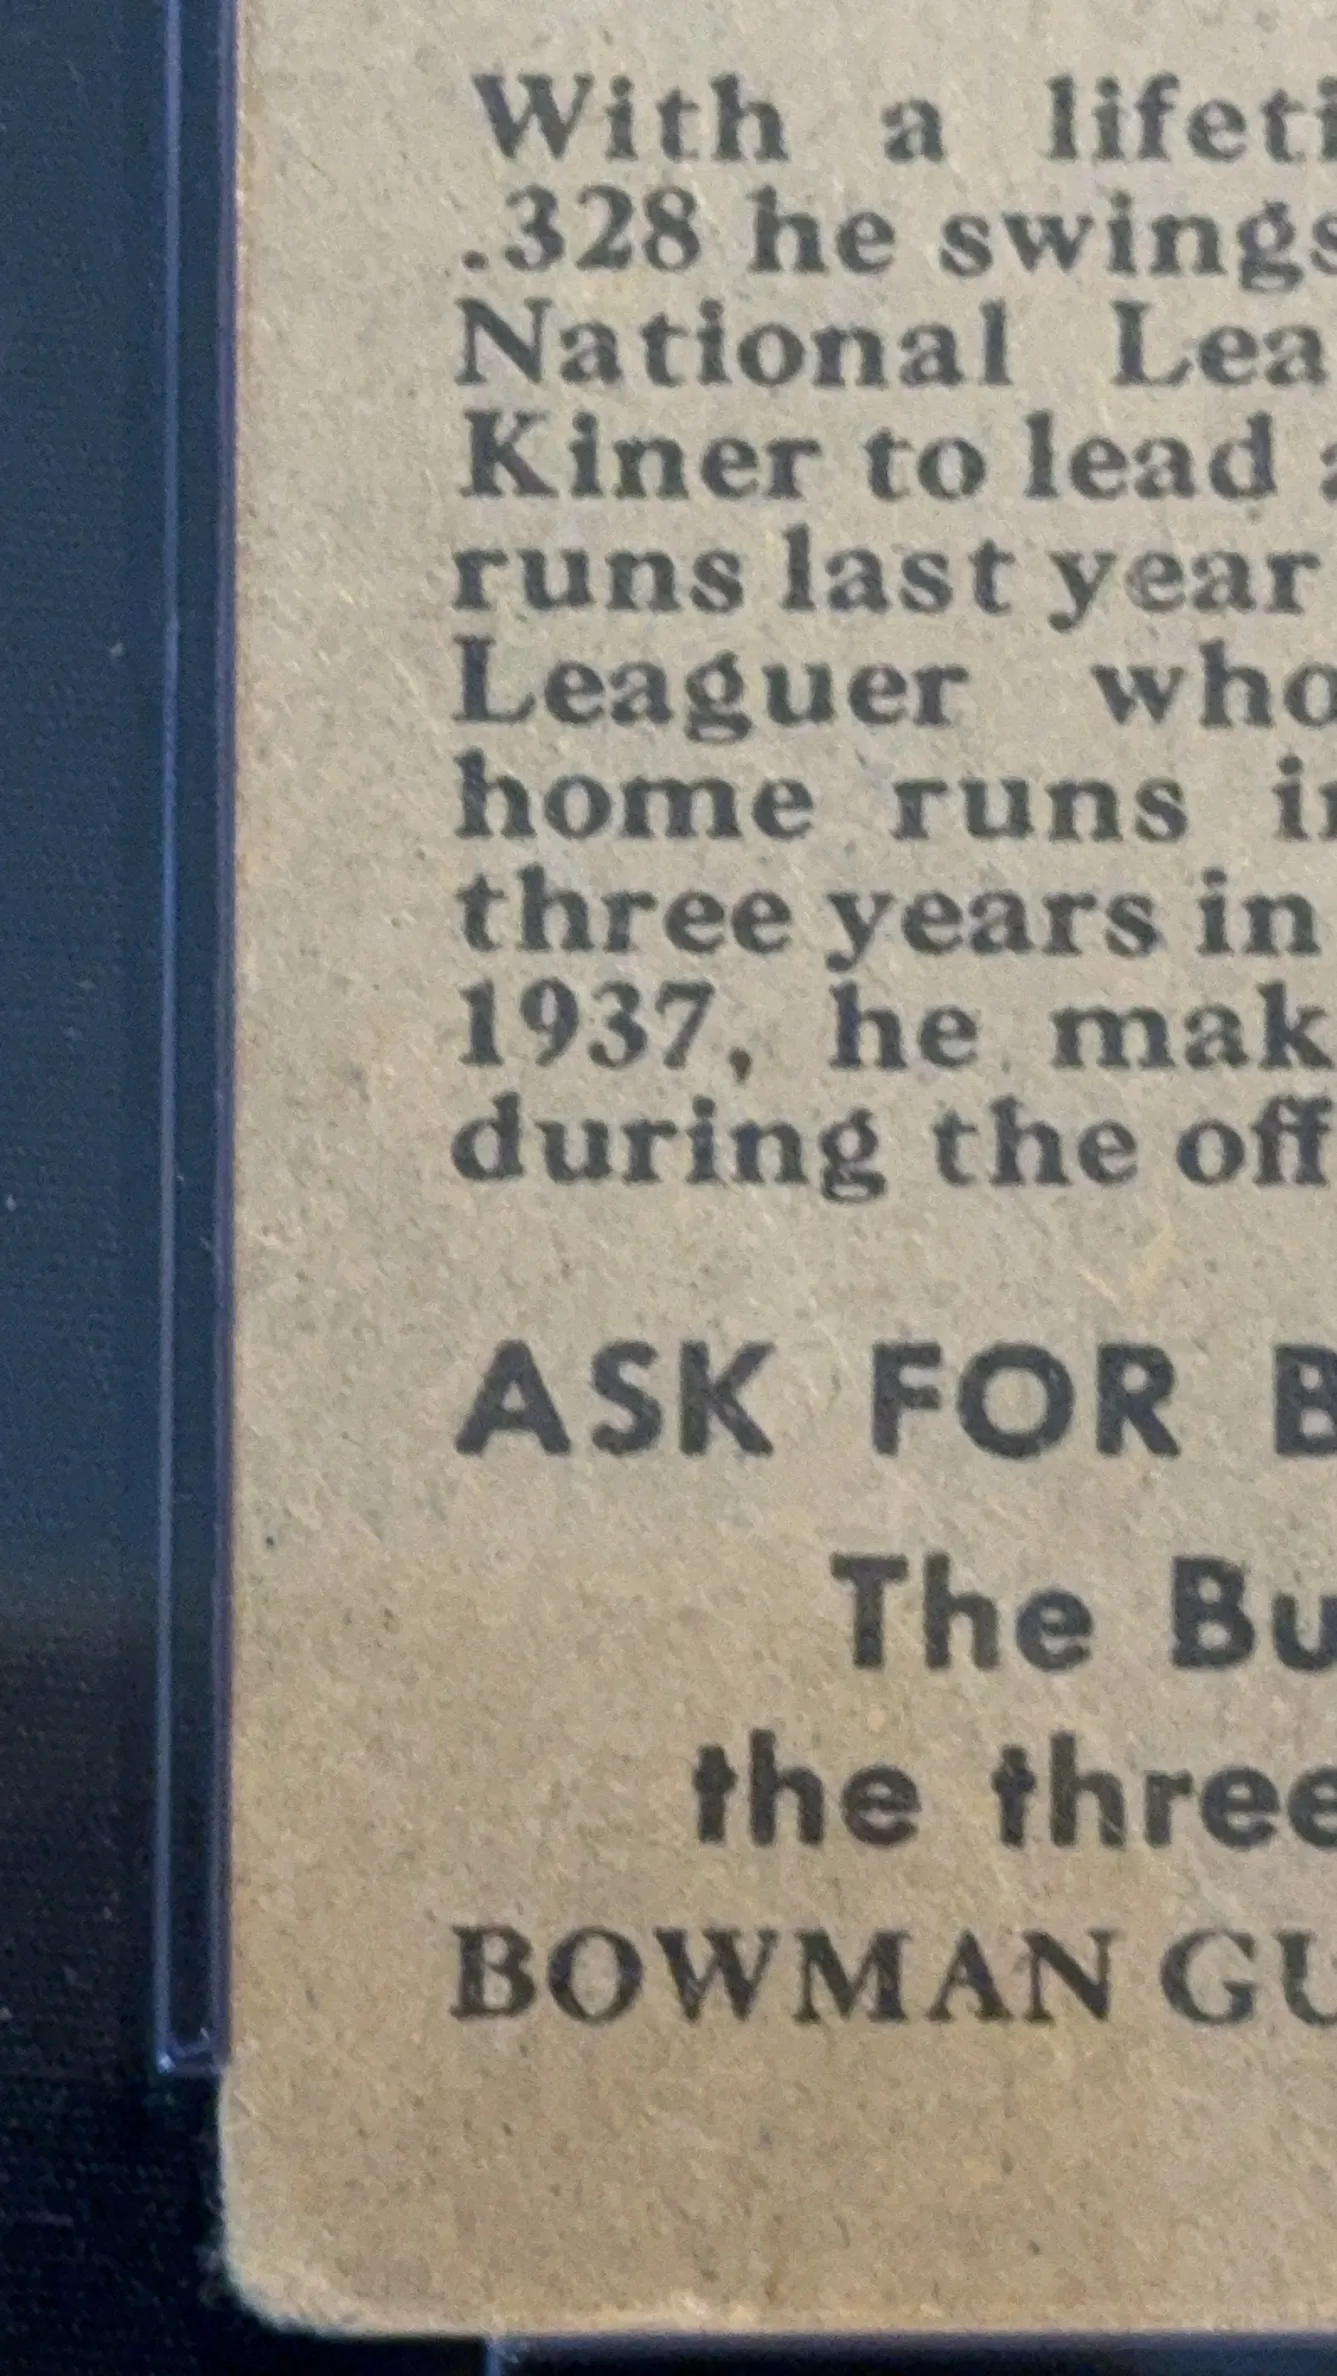 With a lifeti
.328 he swings
National Lea
Kiner to lead a
runs last year
Leaguer who
home runs in
three years in
1937, he mak
during the off
ASK FOR B
The Bu
the three
BOWMAN GU